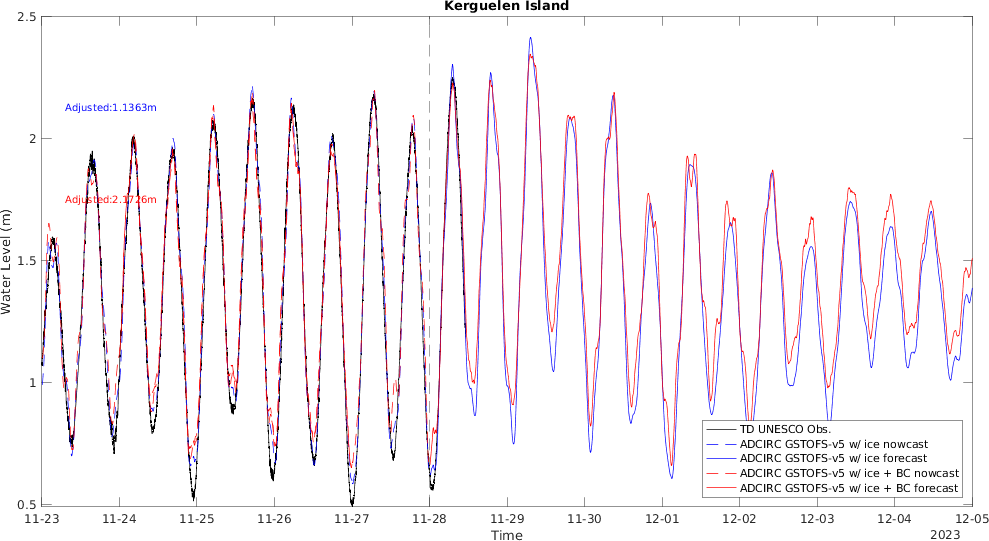 Kerguelen Island
2.5
2
1.5
1
0.5
Water Level (m)
Adjusted:1.1363m
Adjusted:2.1726m
TD UNESCO Obs.
ADCIRC GSTOFS-v5 w/ ice nowcast
ADCIRC GSTOFS-v5 w/ ice forecast
ADCIRC GSTOFS-v5 w/ ice + BC nowcast
ADCIRC GSTOFS-v5 w/ ice + BC forecast
11-23 11-24 11-25 11-26 11-27 11-28 11-29 11-30 12-01 12-02 12-03 12-04 12-05
Time
2023